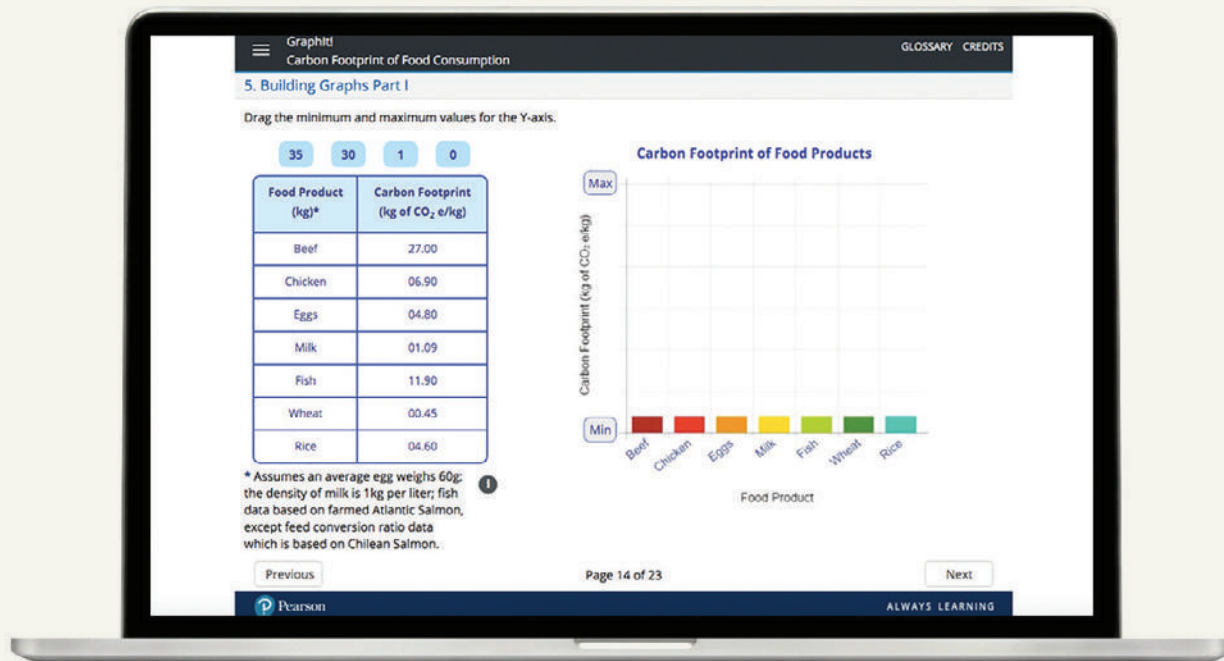 GraphIt!
GLOSSARY CREDITS
Carbon Footprint of Food Consumption
5. Building Graphs Part I
Drag the minimum and maximum values for the Y-axis.
35 30 1 0
Food Product
(kg)*
Carbon Footprint
(kg of CO₂ e/kg)
Beef 27.00
Chicken 06.90
Eggs 04.80
Milk 01.09
Fish 11.90
Wheat 00.45
Rice 04.60
* Assumes an average egg weighs 60g;
the density of milk is 1kg per liter; fish
data based on farmed Atlantic Salmon,
except feed conversion ratio data
which is based on Chilean Salmon.
!
Carbon Footprint of Food Products
Max
Carbon Footprint (kg of CO₂ e/kg)
Min
Beef Chicken Eggs Milk Fish Wheat Rice
Food Product
Previous
Page 14 of 23
Next
P Pearson
ALWAYS LEARNING